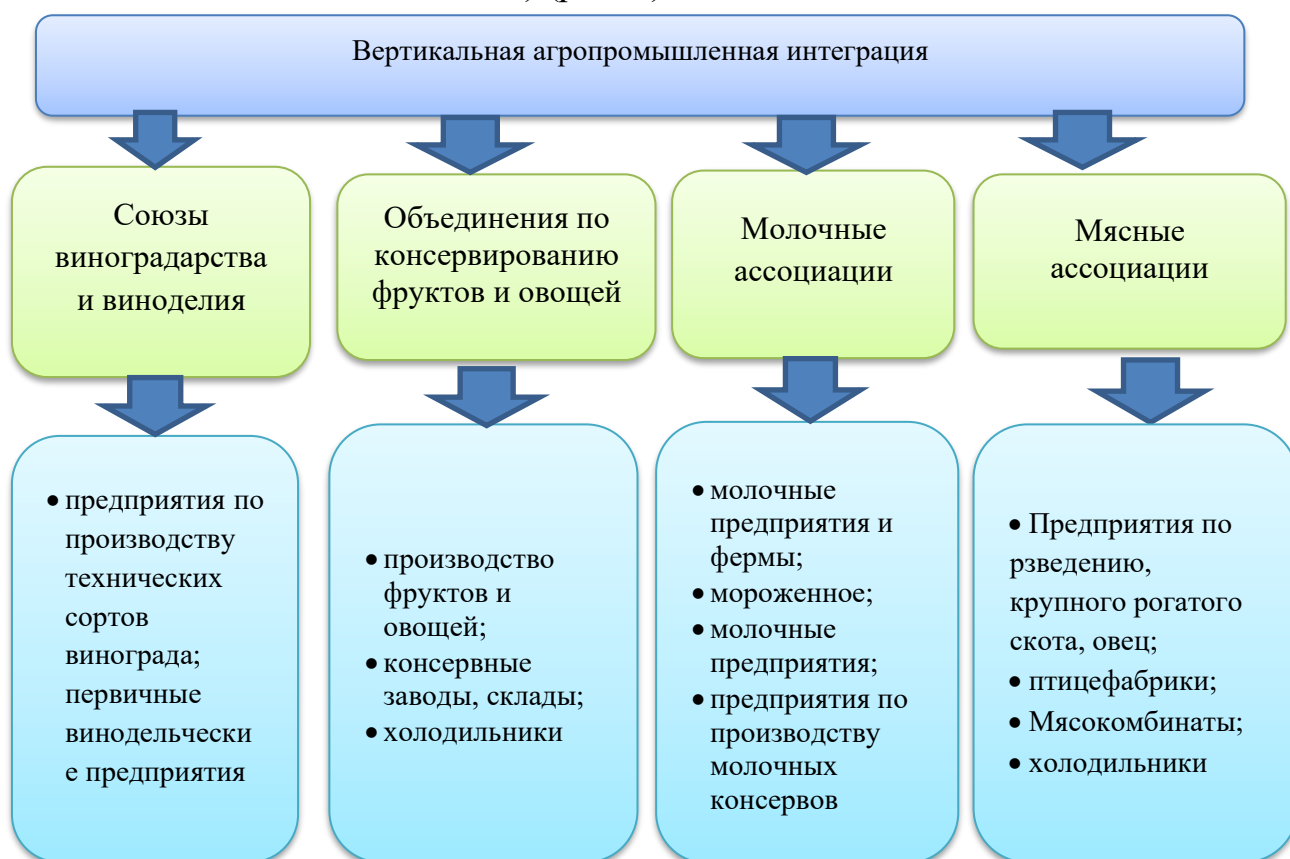 Вертикальная агропромышленная интеграция
Союзы
виноградарства
и виноделия
Объединения по
консервированию
фруктов и овощей
Молочные
ассоциации
Мясные
ассоциации
• предприятия по
производству
технических
сортов
винограда;
первичные
винодельчески
е предприятия
• производство
фруктов и
овощей;
• консервные
заводы, склады;
• холодильники
• молочные
предприятия и
фермы;
• мороженное;
• молочные
предприятия;
• предприятия по
производству
молочных
консервов
• Предприятия по
рзведению,
крупного рогатого
скота, овец;
• птицефабрики;
• Мясокомбинаты;
• холодильники